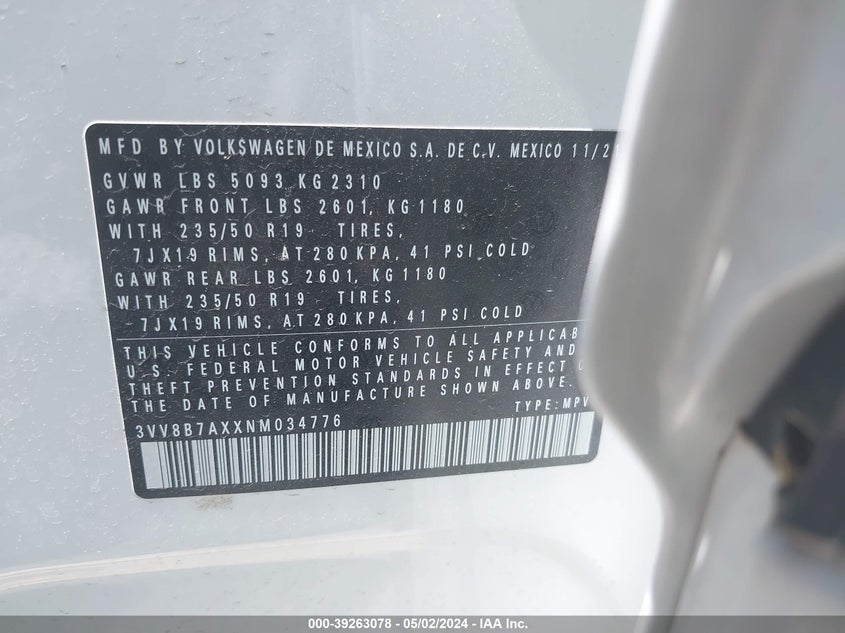 MFD BY VOLKSWAGEN DE MEXICO S.A. DE C.V. MEXICO 11/21
GVWR LBS 5093 KG 2310
GAWR FRONT LBS 2601, KG 1180
WITH 235/50 R19 TIRES,
7JX19 RIMS, AT 280 KPA, 41 PSI COLD
GAWR REAR LBS 2601, KG 1180
WITH 235/50 R19 TIRES,
7JX19 RIMS, AT 280 KPA, 41 PSI COLD
THIS VEHICLE CONFORMS TO ALL APPLICAB
U.S. FEDERAL MOTOR VEHICLE SAFETY AND
THEFT PREVENTION STANDARDS IN EFFECT O
THE DATE OF MANUFACTURE SHOWN ABOVE.
TYPE: MPV
3VV8B7AXXNM034776
000-39263078 - 05/02/2024 - IAA Inc.